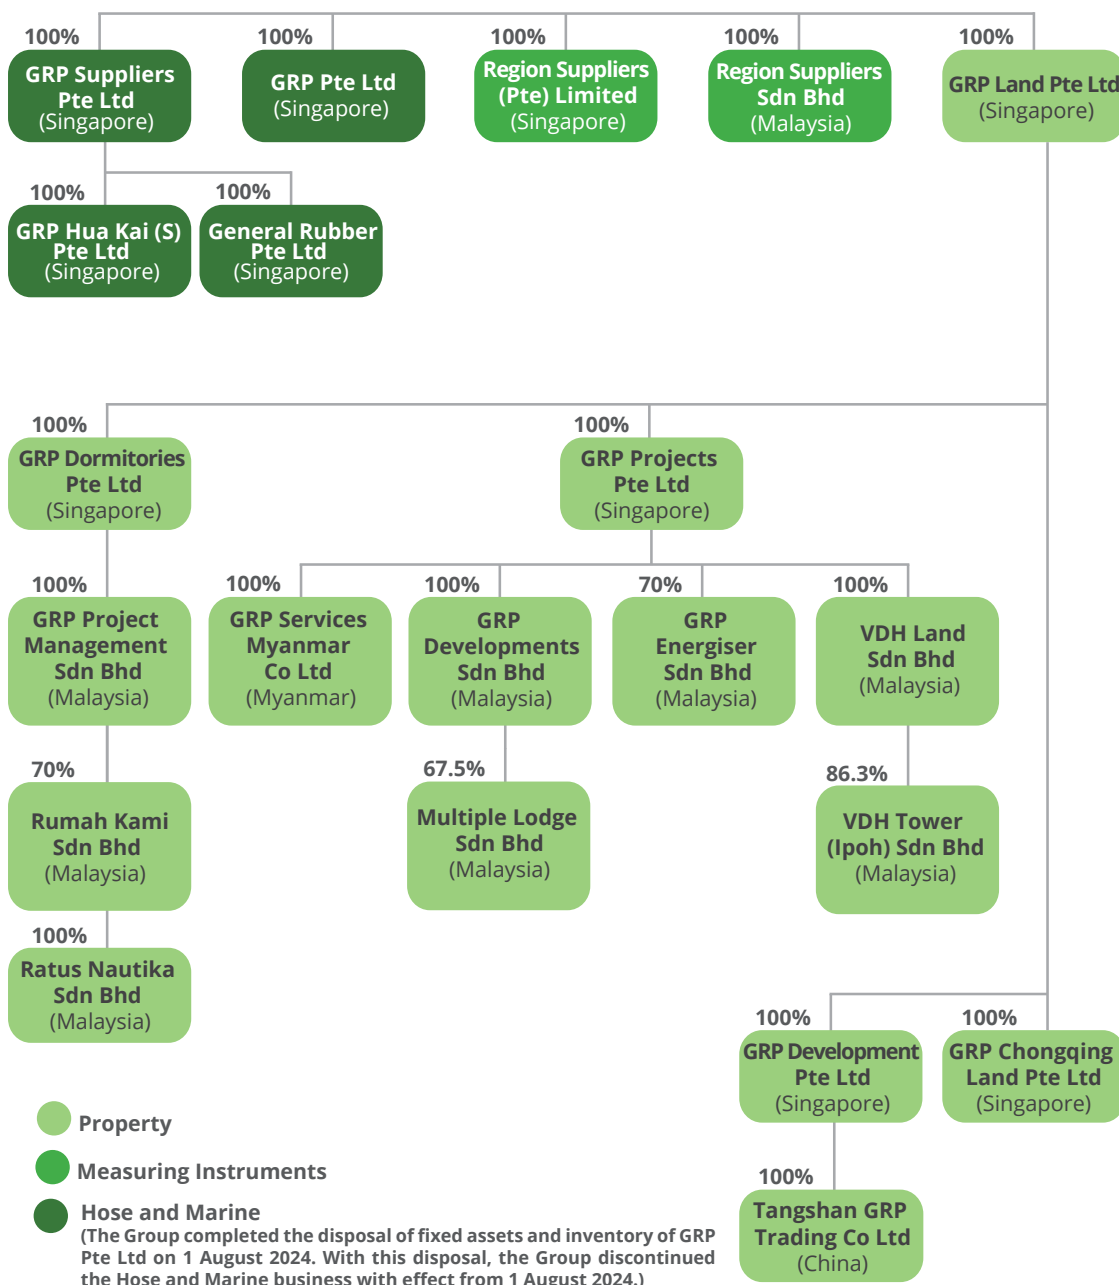 100%
100%
100%
100%
100%
GRP Suppliers
Pte Ltd
(Singapore)
GRP Pte Ltd
(Singapore)
Region Suppliers
(Pte) Limited
(Singapore)
Region Suppliers
Sdn Bhd
(Malaysia)
GRP Land Pte Ltd
(Singapore)
100%
100%
GRP Hua Kai (S)
Pte Ltd
(Singapore)
General Rubber
Pte Ltd
(Singapore)
100%
100%
GRP Dormitories
Pte Ltd
(Singapore)
GRP Projects
Pte Ltd
(Singapore)
100%
100%
100%
70%
100%
GRP Project
Management
Sdn Bhd
(Malaysia)
GRP Services
Myanmar
Co Ltd
(Myanmar)
GRP
Developments
Sdn Bhd
(Malaysia)
GRP
Energiser
Sdn Bhd
(Malaysia)
VDH Land
Sdn Bhd
(Malaysia)
70%
67.5%
86.3%
Rumah Kami
Sdn Bhd
(Malaysia)
Multiple Lodge
Sdn Bhd
(Malaysia)
VDH Tower
(Ipoh) Sdn Bhd
(Malaysia)
100%
Ratus Nautika
Sdn Bhd
(Malaysia)
100%
100%
GRP Development
Pte Ltd
(Singapore)
GRP Chongqing
Land Pte Ltd
(Singapore)
100%
Tangshan GRP
Trading Co Ltd
(China)
Property
Measuring Instruments
Hose and Marine
(The Group completed the disposal of fixed assets and inventory of GRP
Pte Ltd on 1 August 2024. With this disposal, the Group discontinued
the Hose and Marine business with effect from 1 August 2024.)